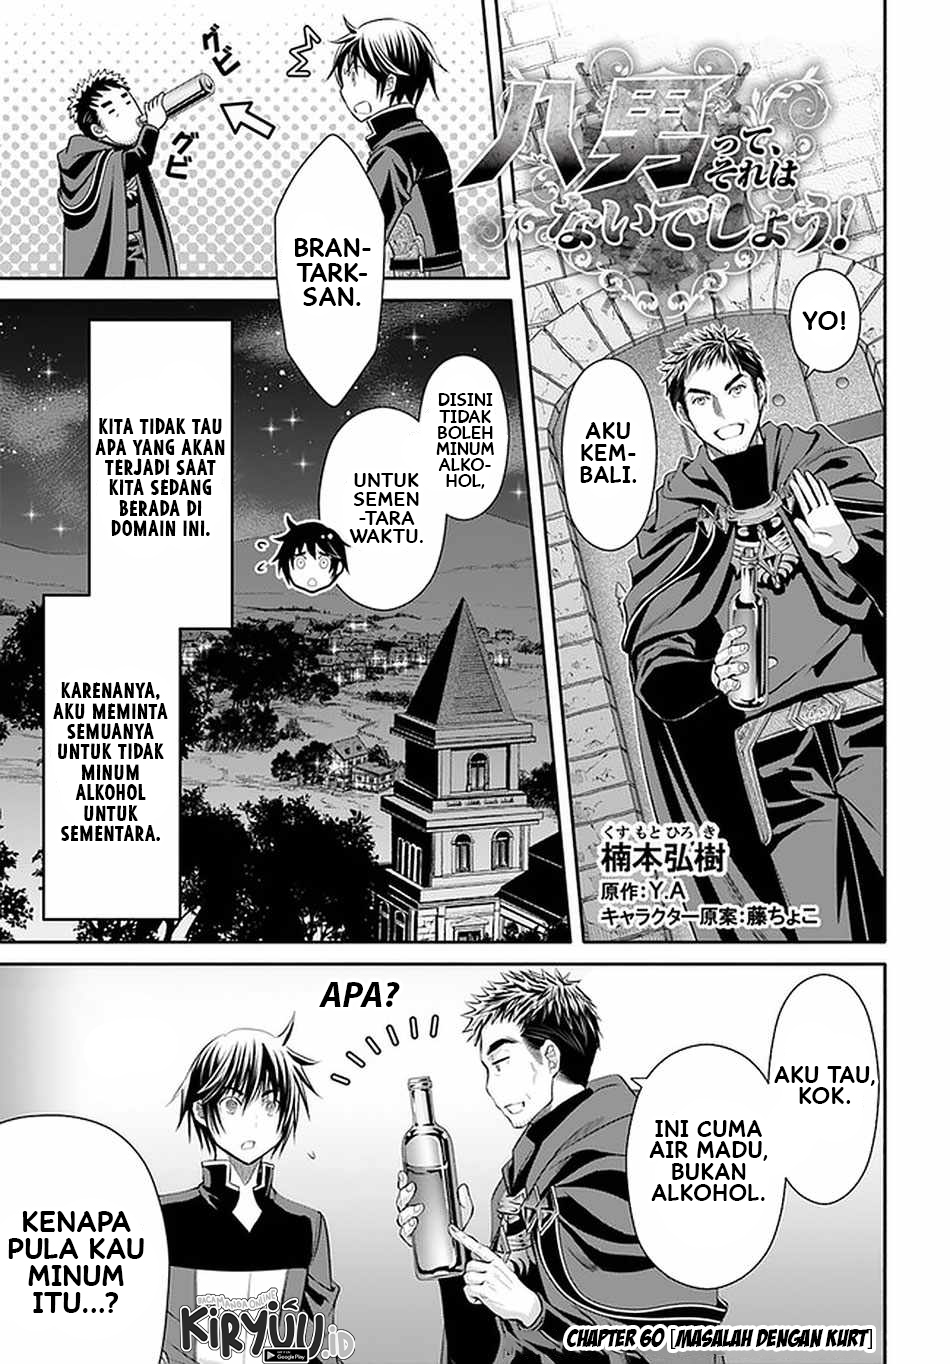 八男って、
それは
ないでしょう!
YO!
AKU
KEM-
BALI.
くすもとひろき
楠本弘樹
原作:Y.A
キャラクター原案:藤ちょこ
グビ
グビ
BRAN-
TARK-
SAN.
DISINI
TIDAK
BOLEH
MINUM
ALKO-
HOL,
UNTUK
SEMEN
-TARA
WAKTU.
KITA TIDAK TAU
APA YANG AKAN
TERJADI SAAT
KITA SEDANG
BERADA DI
DOMAIN INI.
KARENANYA,
AKU MEMINTA
SEMUANYA
UNTUK TIDAK
MINUM
ALKOHOL
UNTUK
SEMENTARA.
APA?
AKU TAU,
KOK.
INI CUMA
AIR MADU,
BUKAN
ALKOHOL.
KENAPA
PULA KAU
MINUM
ITU...?
BACA MANGA ONLINE
KIRYUU.id
Google Play
CHAPTER 60 [MASALAH DENGAN KURT]